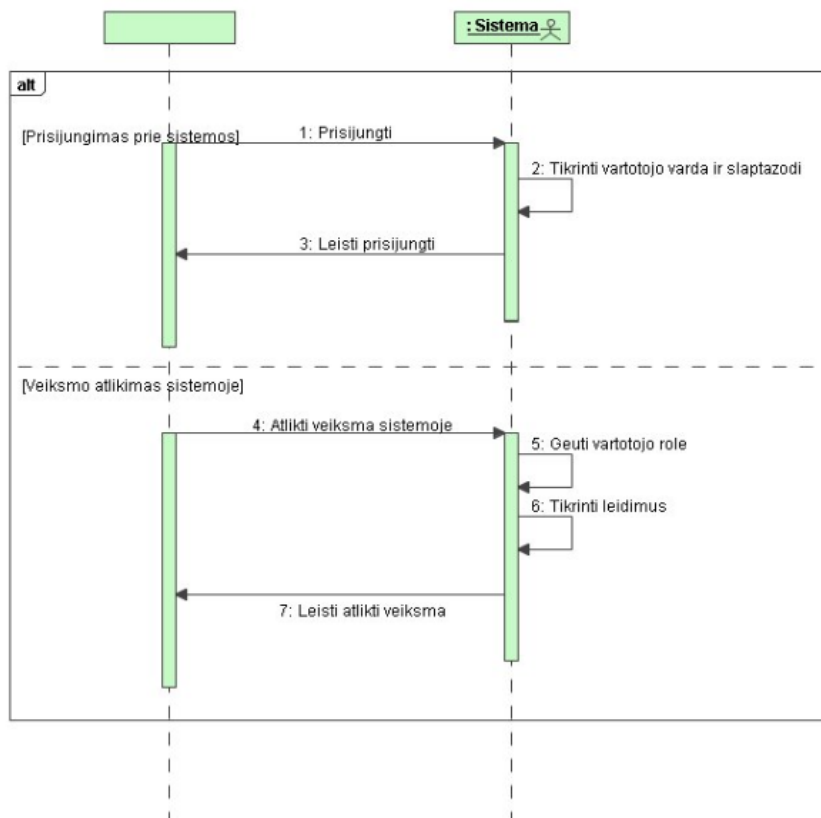 : Sistema
alt
[Prisijungimas prie sistemos]
1: Prisijungti
2: Tikrinti vartotojo varda ir slaptazodi
3: Leisti prisijungti
[Veiksmo atlikimas sistemoje]
4: Atlikti veiksma sistemoje
5: Geuti vartotojo role
6: Tikrinti leidimus
7: Leisti atlikti veiksma